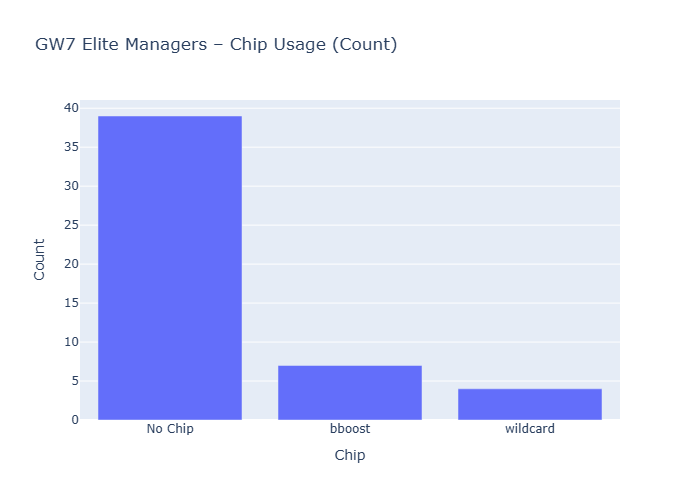 GW7 Elite Managers – Chip Usage (Count)
40
35
30
25
20
15
10
5
0
Count
No Chip
bboost
wildcard
Chip